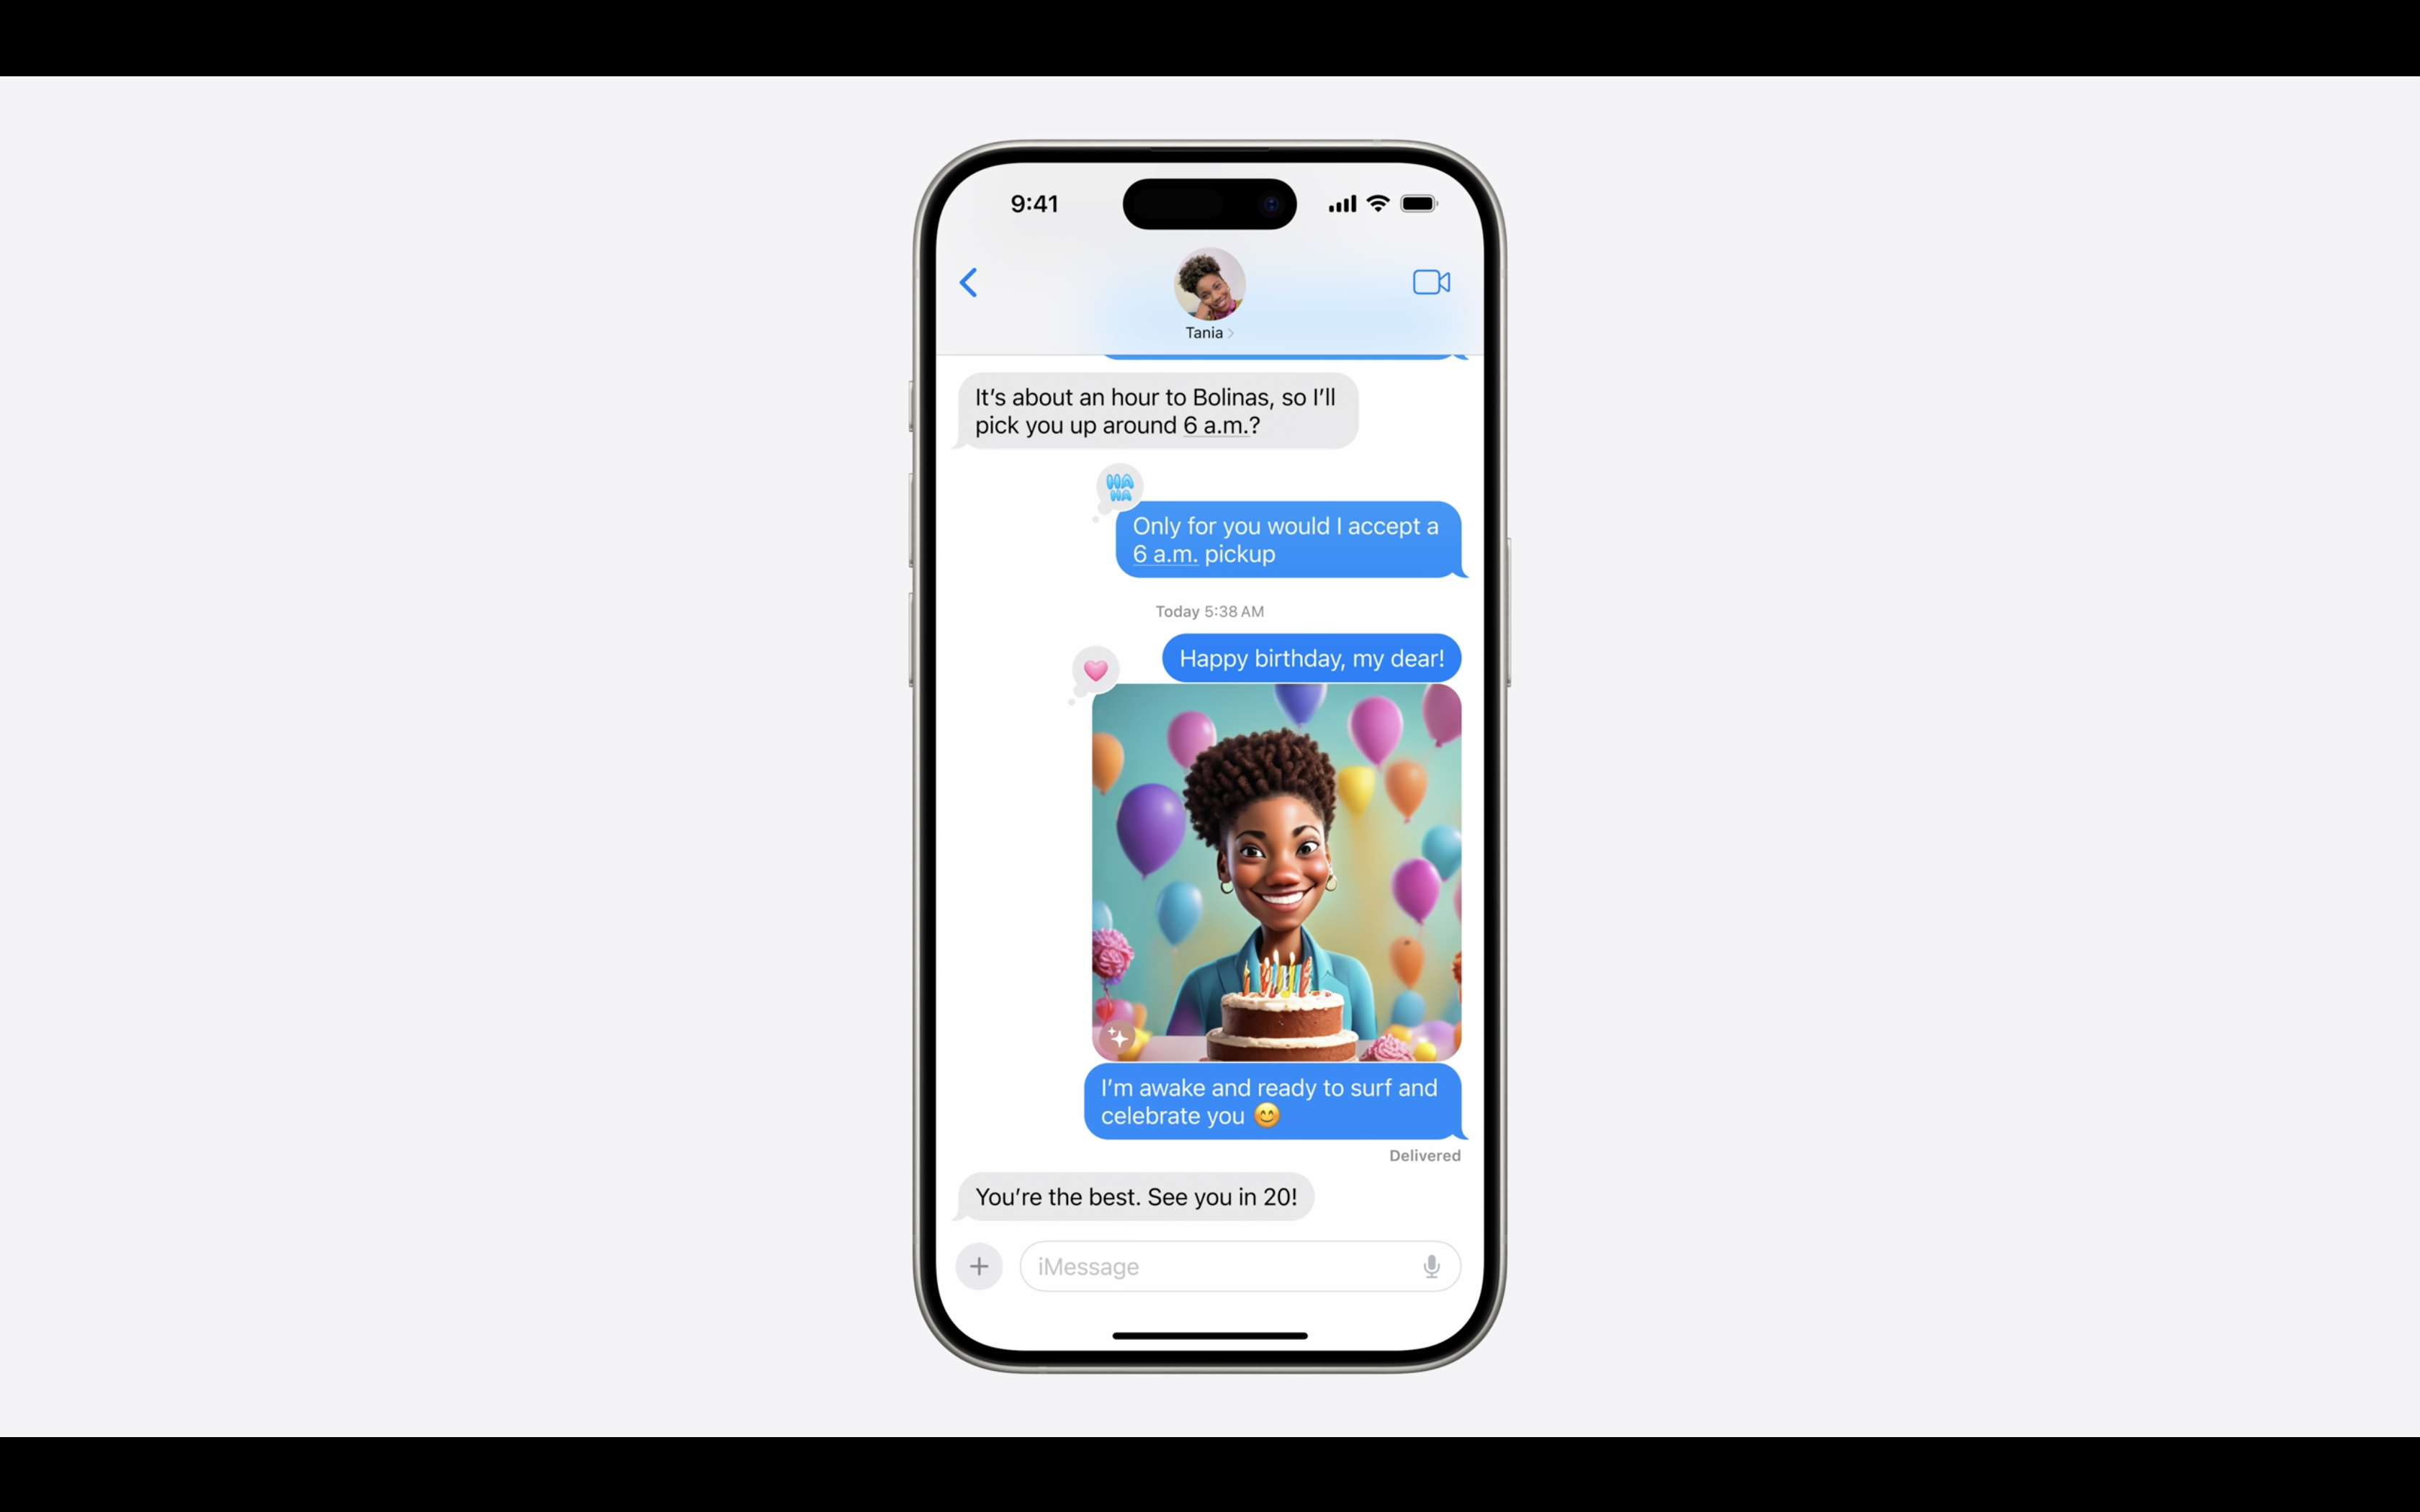 9:41
Tania
It’s about an hour to Bolinas, so I’ll
pick you up around 6 a.m.?
HA
HA
Only for you would I accept a
6 a.m. pickup
Today 5:38 AM
Happy birthday, my dear!
I’m awake and ready to surf and
celebrate you 😊
Delivered
You’re the best. See you in 20!
iMessage